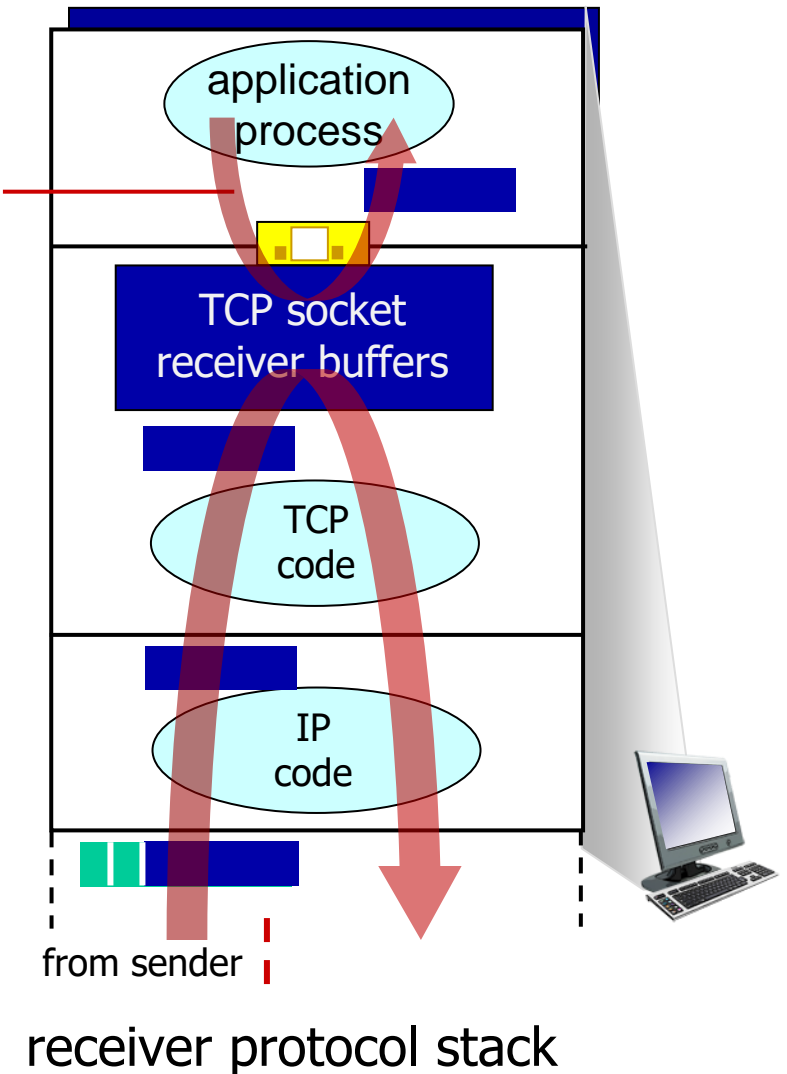 application
process
TCP socket
receiver buffers
TCP
code
IP
code
from sender
receiver protocol stack